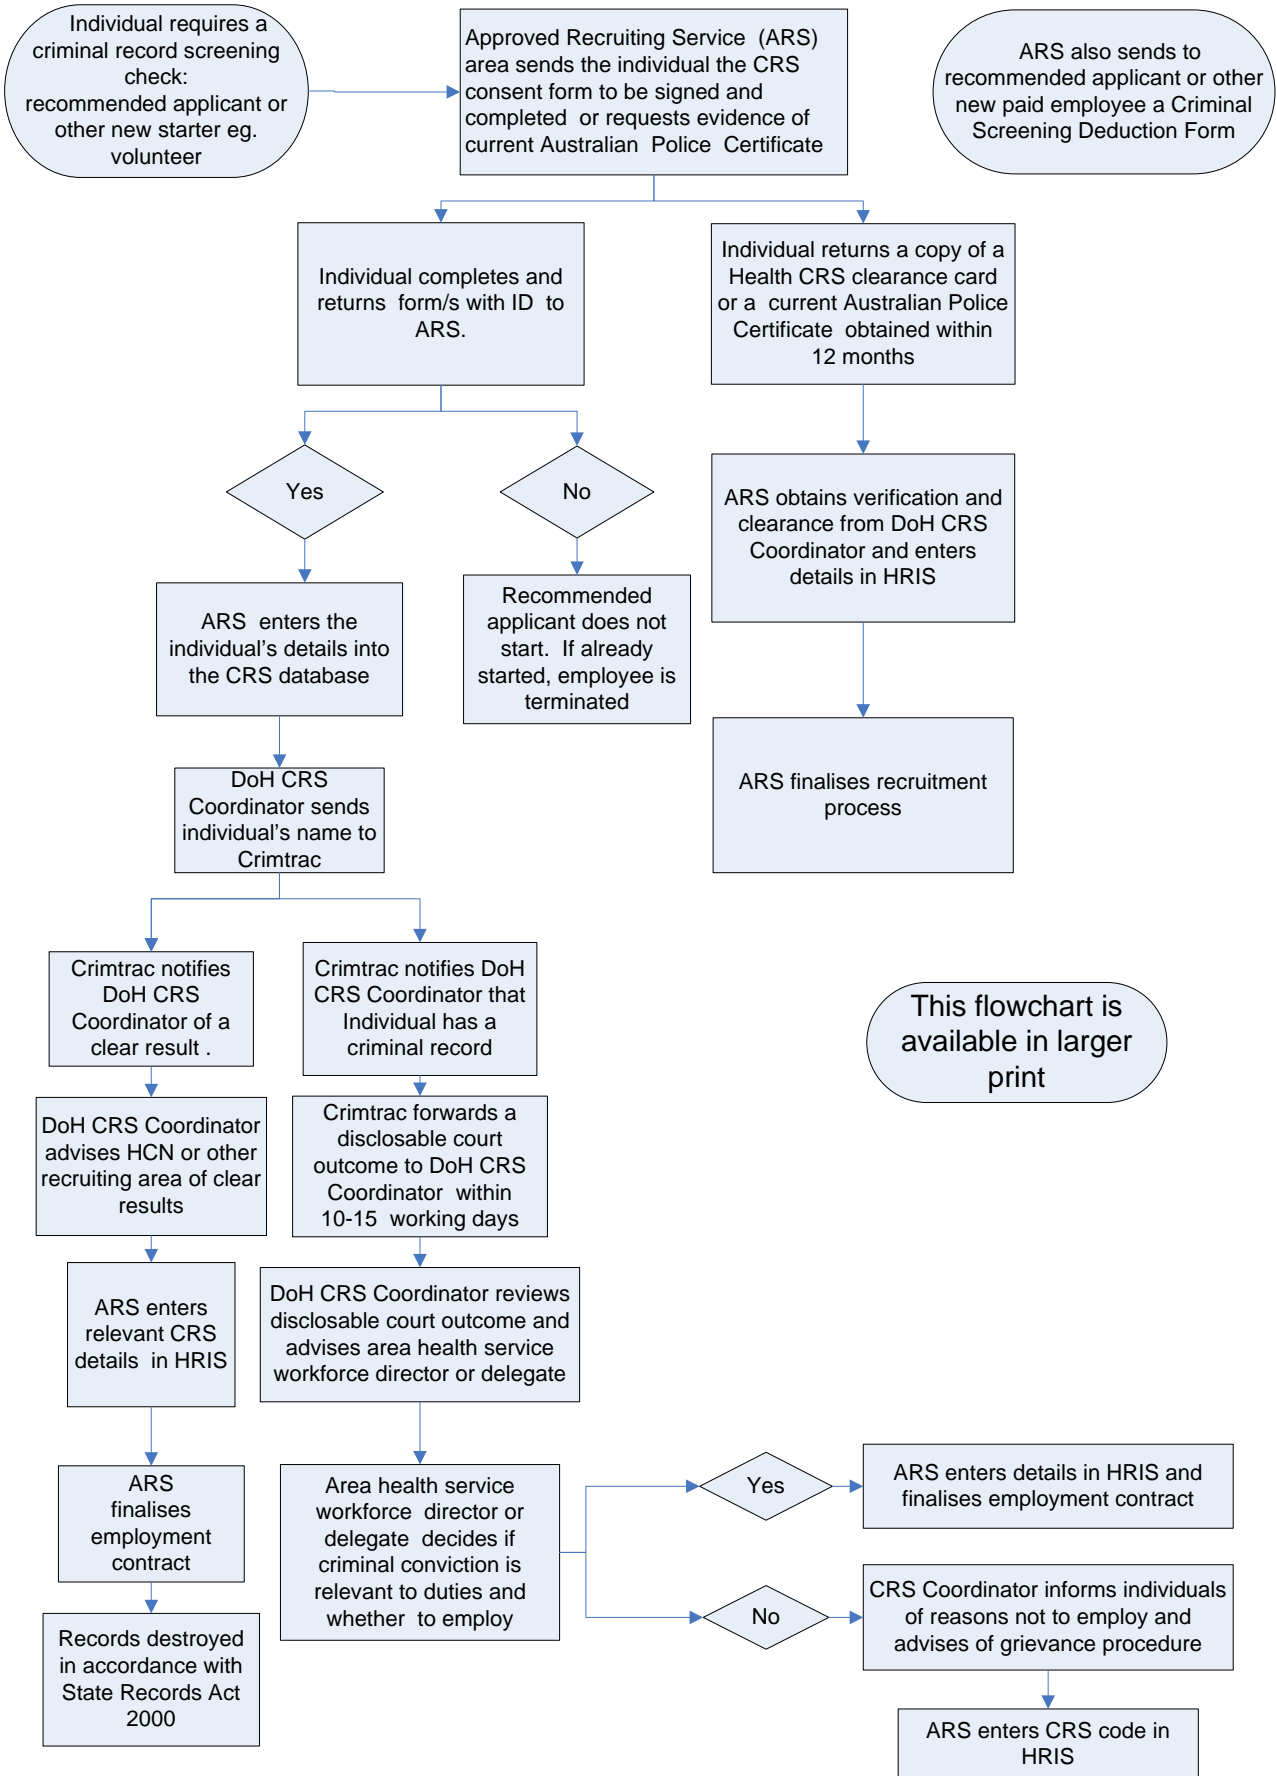 Individual requires a
criminal record screening
check:
recommended applicant or
other new starter eg.
volunteer
Approved Recruiting Service (ARS)
area sends the individual the CRS
consent form to be signed and
completed or requests evidence of
current Australian Police Certificate
ARS also sends to
recommended applicant or other
new paid employee a Criminal
Screening Deduction Form
Individual completes and
returns form/s with ID to
ARS.
Individual returns a copy of a
Health CRS clearance card
or a current Australian Police
Certificate obtained within
12 months
Yes
No
ARS obtains verification and
clearance from DoH CRS
Coordinator and enters
details in HRIS
ARS enters the
individual's details into
the CRS database
Recommended
applicant does not
start. If already
started, employee is
terminated
ARS finalises recruitment
process
DoH CRS
Coordinator sends
individual's name to
Crimtrac
Crimtrac notifies
DoH CRS
Coordinator of a
clear result .
Crimtrac notifies DoH
CRS Coordinator that
Individual has a
criminal record
This flowchart is
available in larger
print
DoH CRS Coordinator
advises HCN or other
recruiting area of clear
results
Crimtrac forwards a
disclosable court
outcome to DoH CRS
Coordinator within
10-15 working days
ARS enters
relevant CRS
details in HRIS
DoH CRS Coordinator reviews
disclosable court outcome and
advises area health service
workforce director or delegate
ARS
finalises
employment
contract
Area health service
workforce director or
delegate decides if
criminal conviction is
relevant to duties and
whether to employ
Yes
ARS enters details in HRIS and
finalises employment contract
No
CRS Coordinator informs individuals
of reasons not to employ and
advises of grievance procedure
Records destroyed
in accordance with
State Records Act
2000
ARS enters CRS code in
HRIS